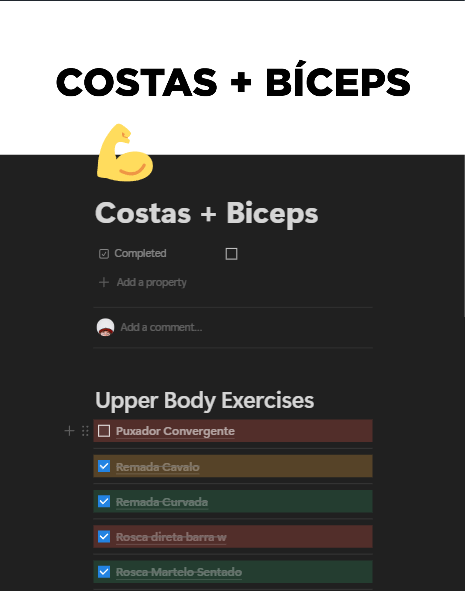 COSTAS + BÍCEPS
Costas + Biceps
Completed
Add a property
Add a comment...
Upper Body Exercises
Puxador Convergente
Remada Cavalo
Remada Curvada
Rosca direta barra w
Rosca Martelo Sentado